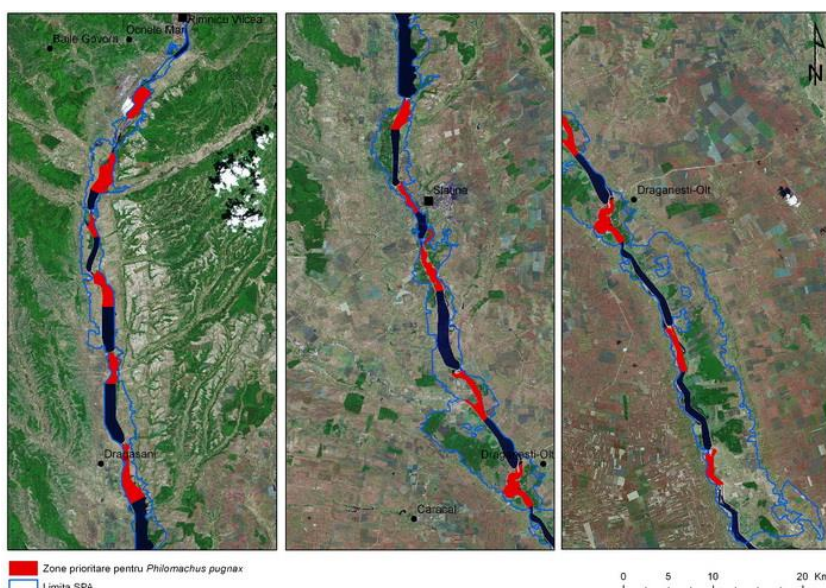 Rimnicu Vilcea
Ocnele Mari
Baile Govora
Dragasani
Slatina
Draganesti-Olt
Caracal
Draganesti-Olt
N
Zone prioritare pentru Philomachus pugnax
Limita SPA
0 5 10 20 Km